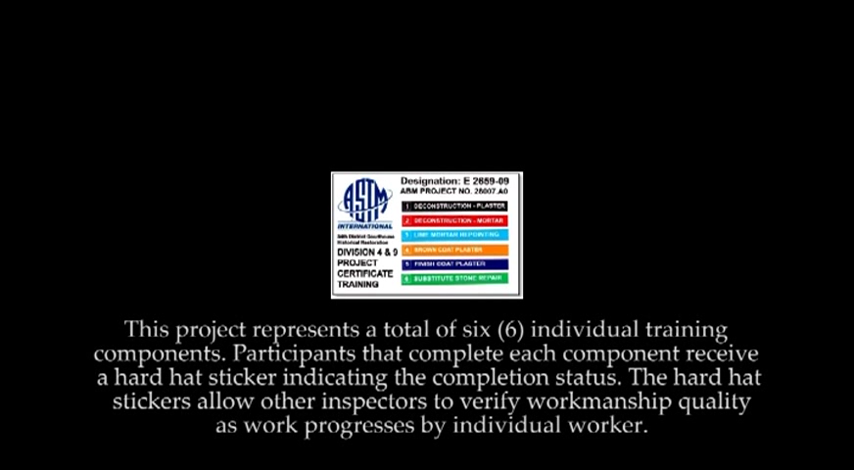 ASTM
INTERNATIONAL
Historical Restoration
DIVISION 4 & 9
PROJECT
CERTIFICATE
TRAINING
Designation: E 2659-09
ABM PROJECT NO. 28007.A0
1 DECONSTRUCTION - PLASTER
2 DECONSTRUCTION - MORTAR
3 LIME MORTAR REPOINTING
4 BROWN COAT PLASTER
5 FINISH COAT PLASTER
6 SUBSTITUTE STONE REPAIR
This project represents a total of six (6) individual training
components. Participants that complete each component receive
a hard hat sticker indicating the completion status. The hard hat
stickers allow other inspectors to verify workmanship quality
as work progresses by individual worker.